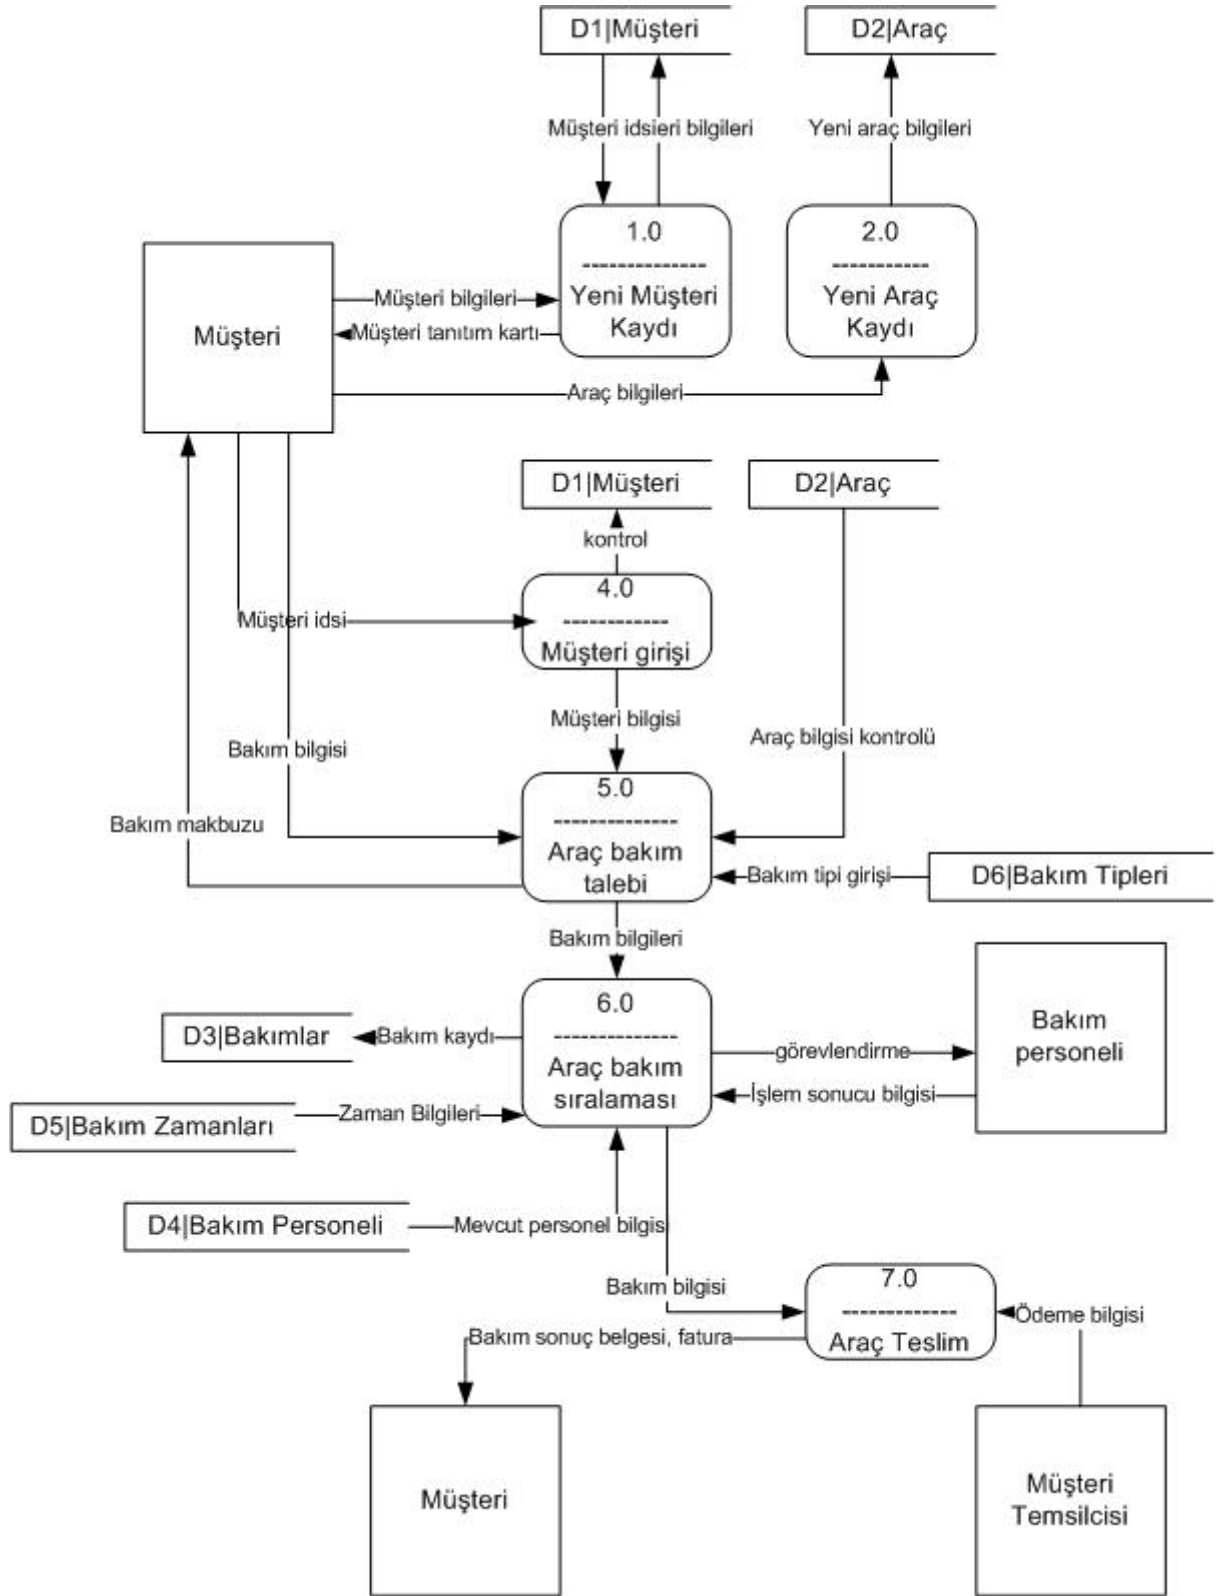 D1|Müşteri
D2|Araç
Müşteri idsieri bilgileri
Yeni araç bilgileri
1.0
--------------
Yeni Müşteri
Kaydı
2.0
-----------
Yeni Araç
Kaydı
Müşteri
Müşteri bilgileri
Müşteri tanıtım kartı
Araç bilgileri
D1|Müşteri
D2|Araç
kontrol
4.0
------------
Müşteri girişi
Müşteri idsi
Müşteri bilgisi
Araç bilgisi kontrolü
Bakım bilgisi
5.0
--------------
Araç bakım
talebi
Bakım makbuzu
Bakım tipi girişi
D6|Bakım Tipleri
Bakım bilgileri
6.0
--------------
Araç bakım
sıralaması
Bakım
personeli
D3|Bakımlar
Bakım kaydı
görevlendirme
İşlem sonucu bilgisi
D5|Bakım Zamanları
Zaman Bilgileri
D4|Bakım Personeli
Mevcut personel bilgis
Bakım bilgisi
7.0
-------------
Araç Teslim
Ödeme bilgisi
Bakım sonuç belgesi, fatura
Müşteri
Müşteri
Temsilcisi